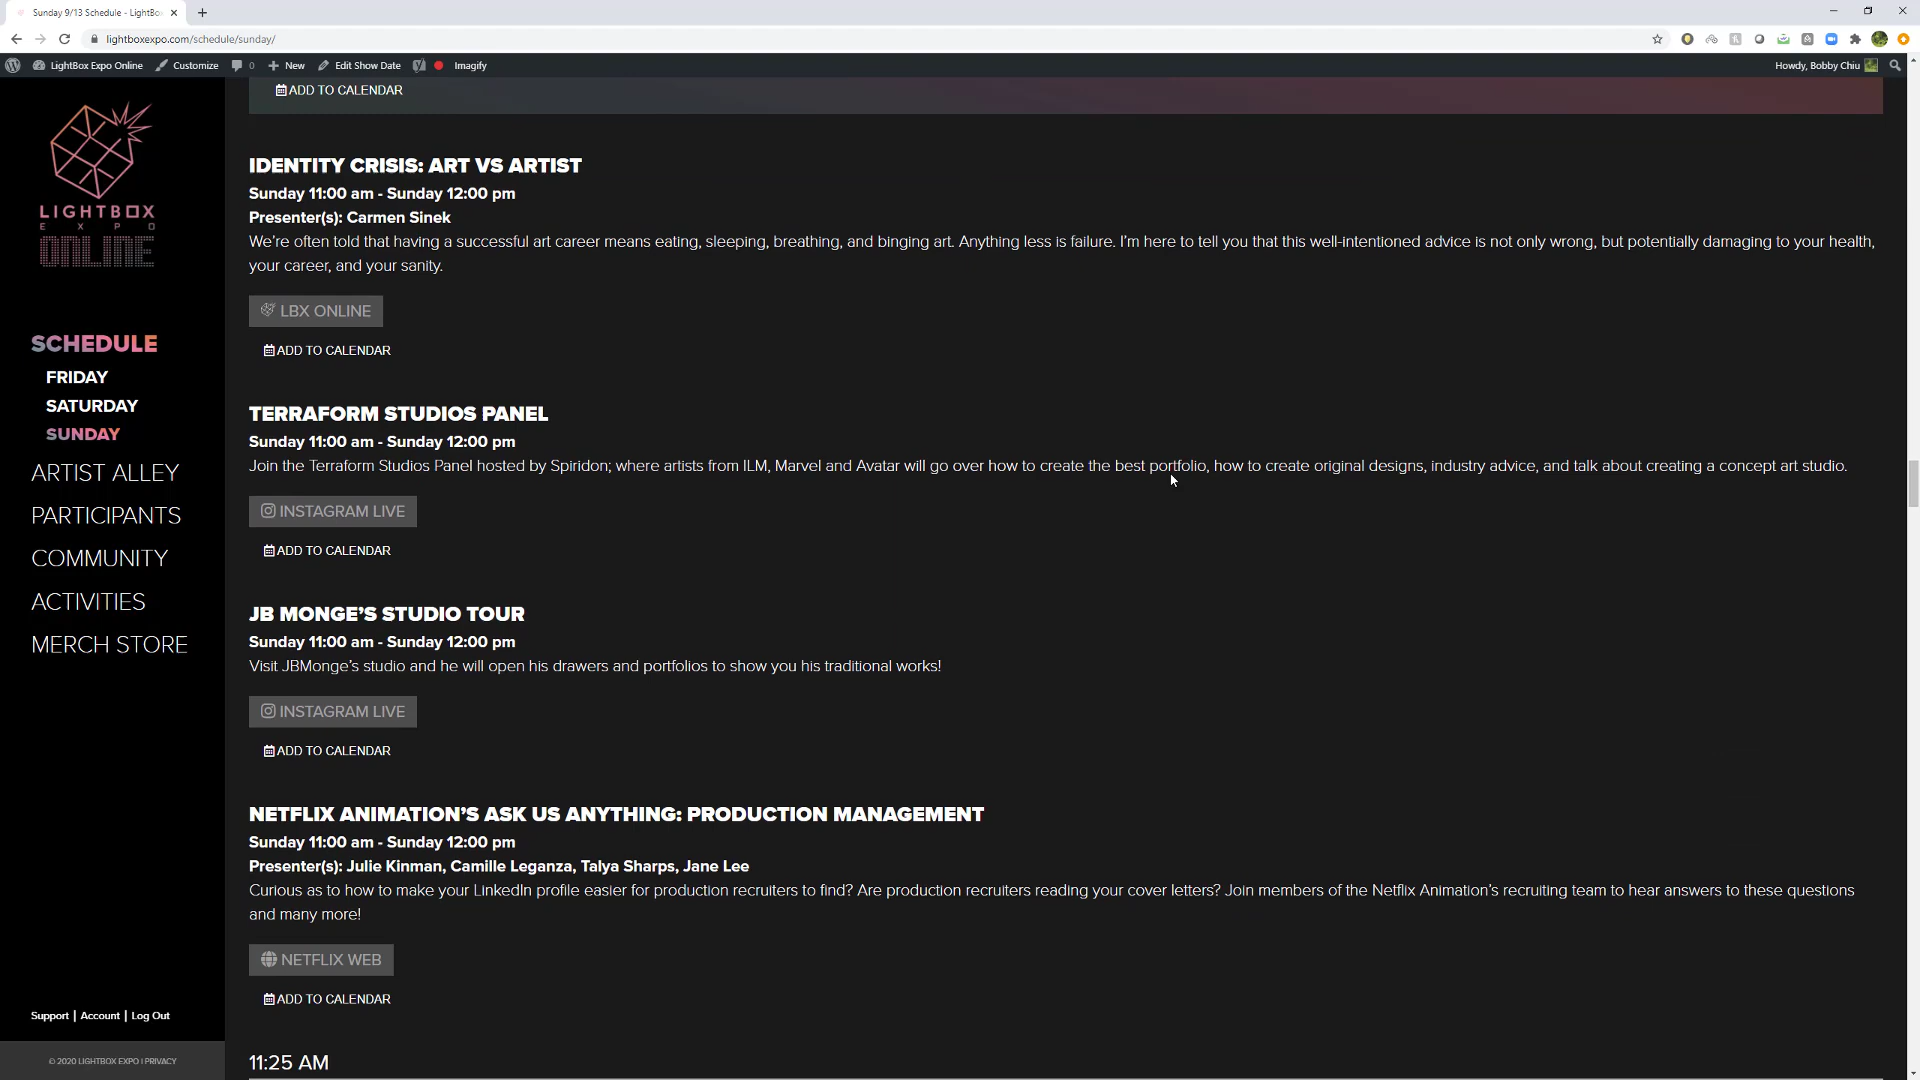 Sunday 9/13 Schedule - LightBo
lightboxexpo.com/schedule/sunday/
LightBox Expo Online
Customize
0
New
Edit Show Date
Imagify
Howdy, Bobby Chiu
ADD TO CALENDAR
LIGHTBOX
EXPO
ONLINE
SCHEDULE
FRIDAY
SATURDAY
SUNDAY
ARTIST ALLEY
PARTICIPANTS
COMMUNITY
ACTIVITIES
MERCH STORE
Support | Account | Log Out
© 2020 LIGHTBOX EXPO | PRIVACY
IDENTITY CRISIS: ART VS ARTIST
Sunday 11:00 am - Sunday 12:00 pm
Presenter(s): Carmen Sinek
We're often told that having a successful art career means eating, sleeping, breathing, and binging art. Anything less is failure. I'm here to tell you that this well-intentioned advice is not only wrong, but potentially damaging to your health,
your career, and your sanity.
LBX ONLINE
ADD TO CALENDAR
TERRAFORM STUDIOS PANEL
Sunday 11:00 am - Sunday 12:00 pm
Join the Terraform Studios Panel hosted by Spiridon; where artists from ILM, Marvel and Avatar will go over how to create the best portfolio, how to create original designs, industry advice, and talk about creating a concept art studio.
INSTAGRAM LIVE
ADD TO CALENDAR
JB MONGE'S STUDIO TOUR
Sunday 11:00 am - Sunday 12:00 pm
Visit JBMonge's studio and he will open his drawers and portfolios to show you his traditional works!
INSTAGRAM LIVE
ADD TO CALENDAR
NETFLIX ANIMATION'S ASK US ANYTHING: PRODUCTION MANAGEMENT
Sunday 11:00 am - Sunday 12:00 pm
Presenter(s): Julie Kinman, Camille Leganza, Talya Sharps, Jane Lee
Curious as to how to make your LinkedIn profile easier for production recruiters to find? Are production recruiters reading your cover letters? Join members of the Netflix Animation's recruiting team to hear answers to these questions
and many more!
NETFLIX WEB
ADD TO CALENDAR
11:25 AM